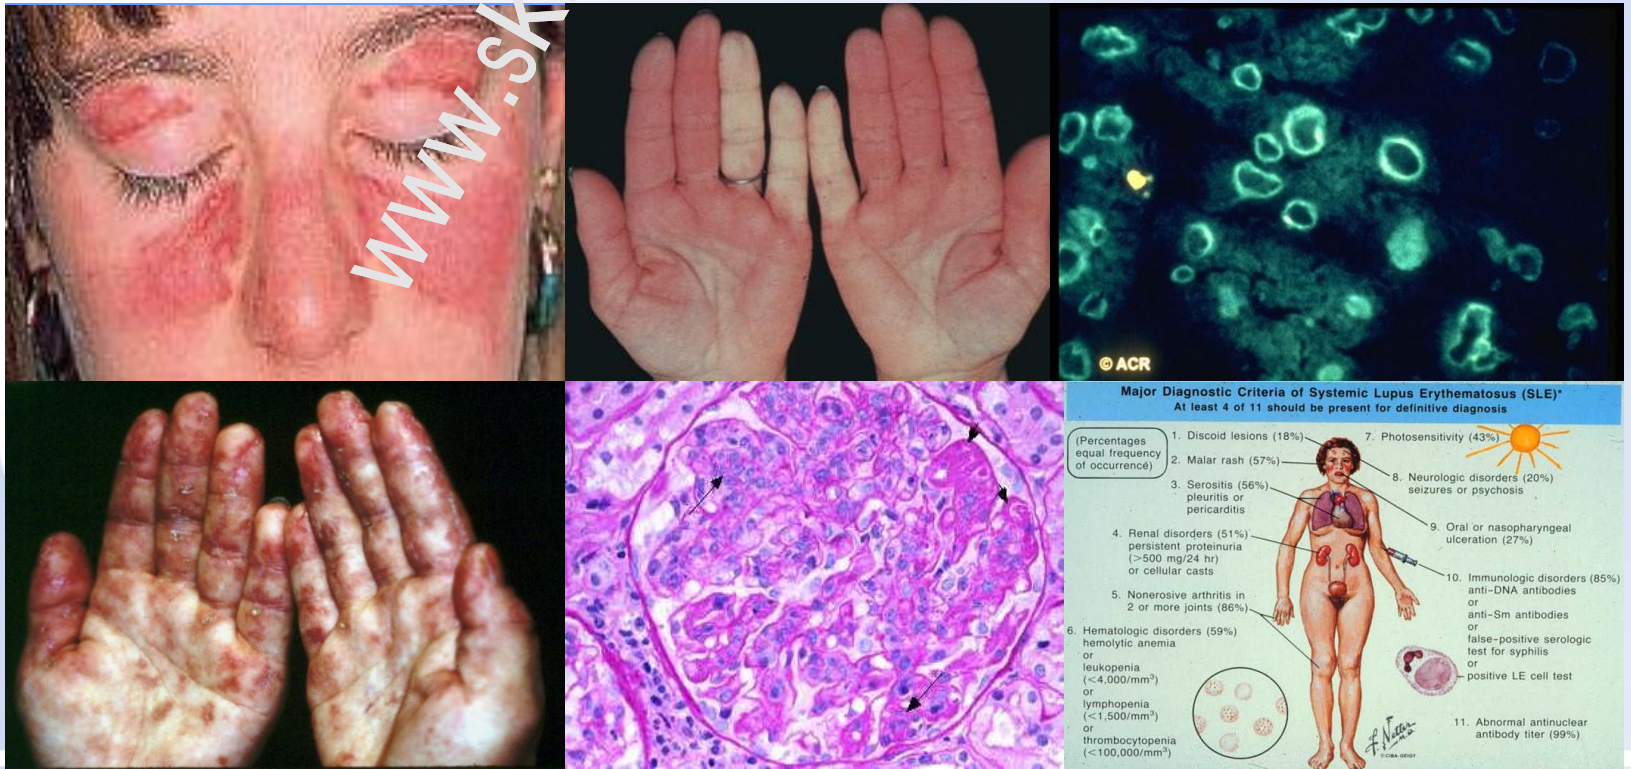 www.sk
© ACR
Major Diagnostic Criteria of Systemic Lupus Erythematosus (SLE)*
At least 4 of 11 should be present for definitive diagnosis
(Percentages
equal frequency
of occurrence)
1. Discoid lesions (18%)
2. Malar rash (57%)
3. Serositis (56%)
pleuritis or
pericarditis
4. Renal disorders (51%)
persistent proteinuria
(>500 mg/24 hr)
or cellular casts
5. Nonerosive arthritis in
2 or more joints (86%)
6. Hematologic disorders (59%)
hemolytic anemia
or
leukopenia
(<4,000/mm³)
or
lymphopenia
(<1,500/mm³)
or
thrombocytopenia
(<100,000/mm³)
7. Photosensitivity (43%)
8. Neurologic disorders (20%)
seizures or psychosis
9. Oral or nasopharyngeal
ulceration (27%)
10. Immunologic disorders (85%)
anti-DNA antibodies
or
anti-Sm antibodies
or
false-positive serologic
test for syphilis
or
positive LE cell test
11. Abnormal antinuclear
antibody titer (99%)
F. Netter
M.D.
© CIBA-GEIGY